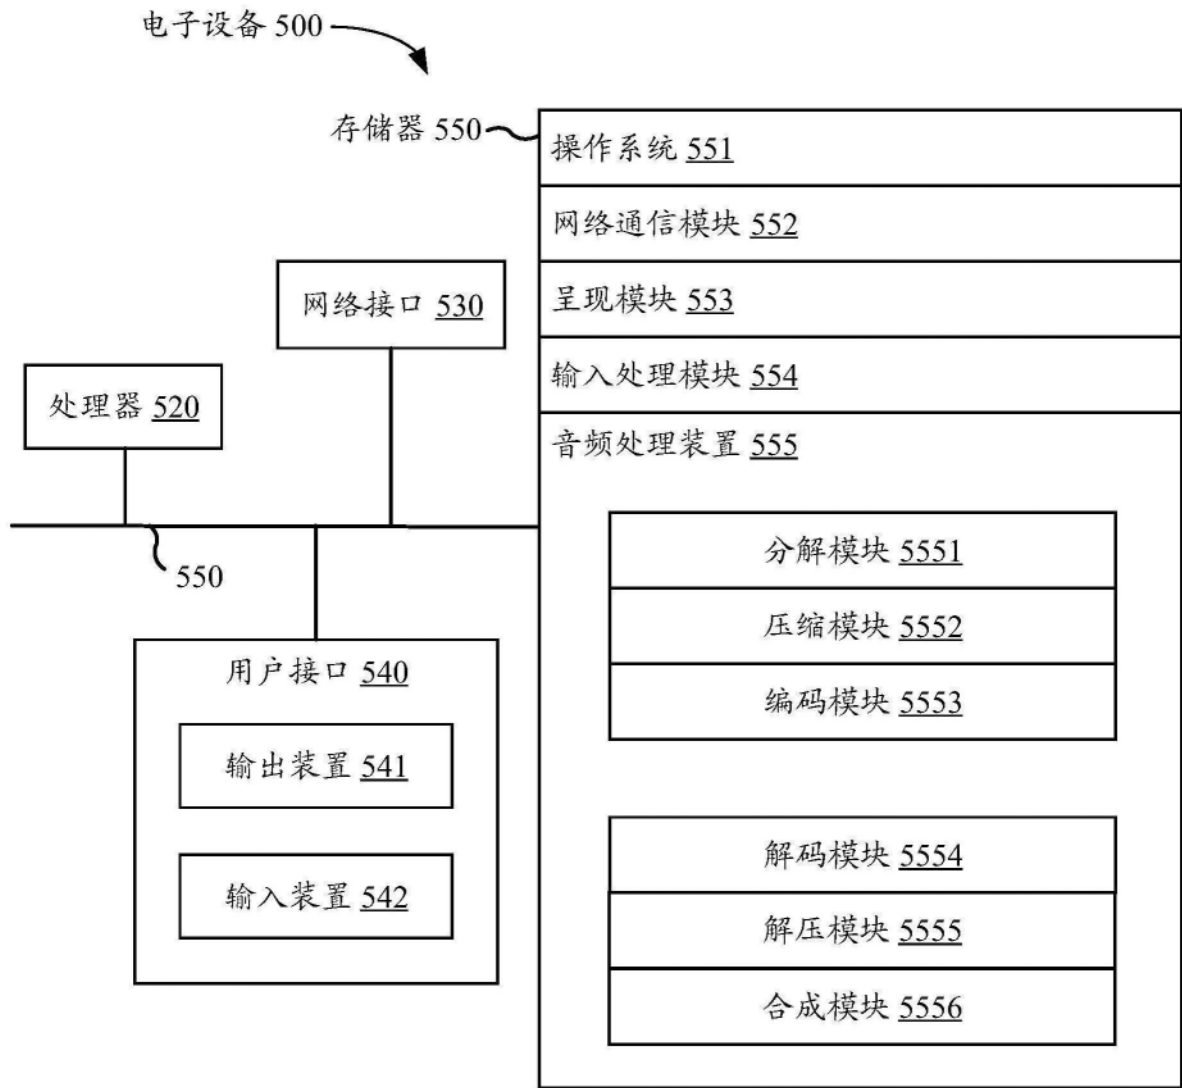 电子设备 500
存储器 550
操作系统 551
网络通信模块 552
呈现模块 553
输入处理模块 554
音频处理装置 555
网络接口 530
处理器 520
550
用户接口 540
输出装置 541
输入装置 542
分解模块 5551
压缩模块 5552
编码模块 5553
解码模块 5554
解压模块 5555
合成模块 5556